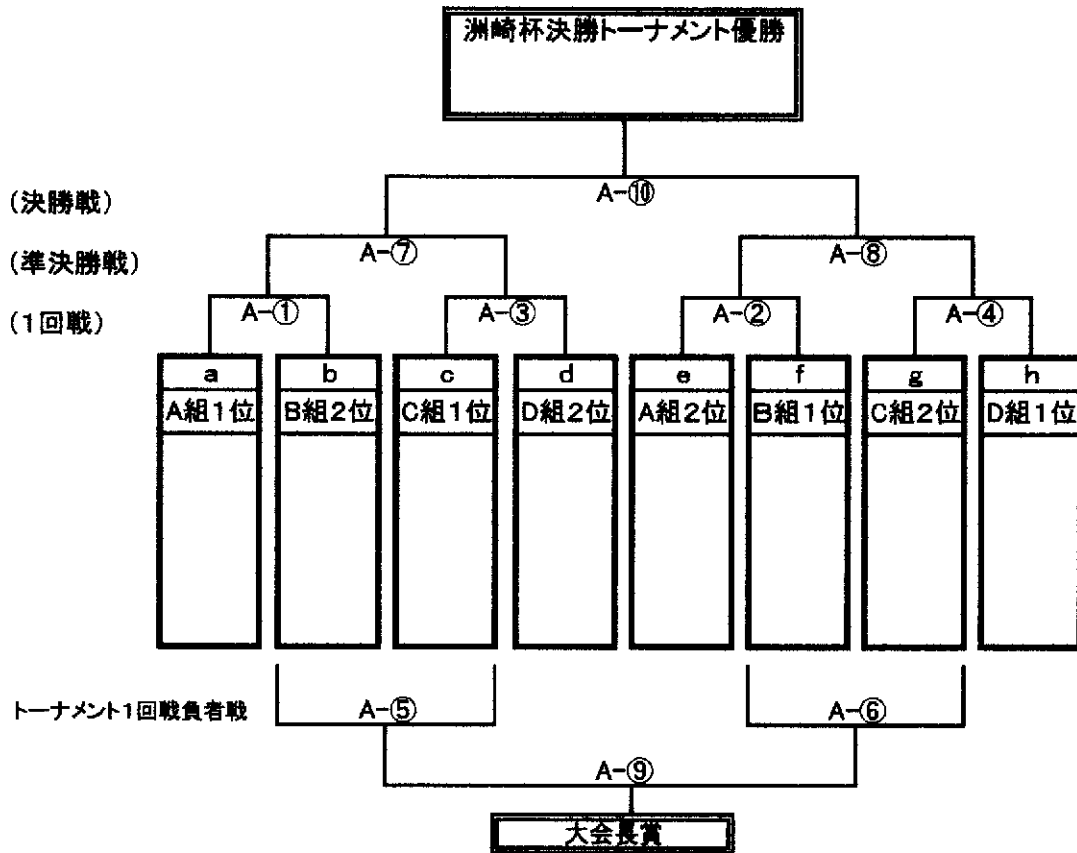 洲崎杯決勝トーナメント優勝
A-⑩
(決勝戦)
A-⑦ A-⑧
(準決勝戦)
A-① A-③ A-② A-④
(1回戦)
a b c d e f g h
A組1位 B組2位 C組1位 D組2位 A組2位 B組1位 C組2位 D組1位
トーナメント1回戦負者戦 A-⑤ A-⑥
A-⑨
大会長賞